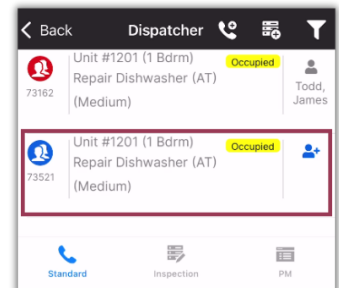 Back
Dispatcher
Unit #1201 (1 Bdrm)
Occupied
Repair Dishwasher (AT)
73162
(Medium)
Todd,
James
Unit #1201 (1 Bdrm)
Occupied
Repair Dishwasher (AT)
73521
(Medium)
Standard
Inspection
PM